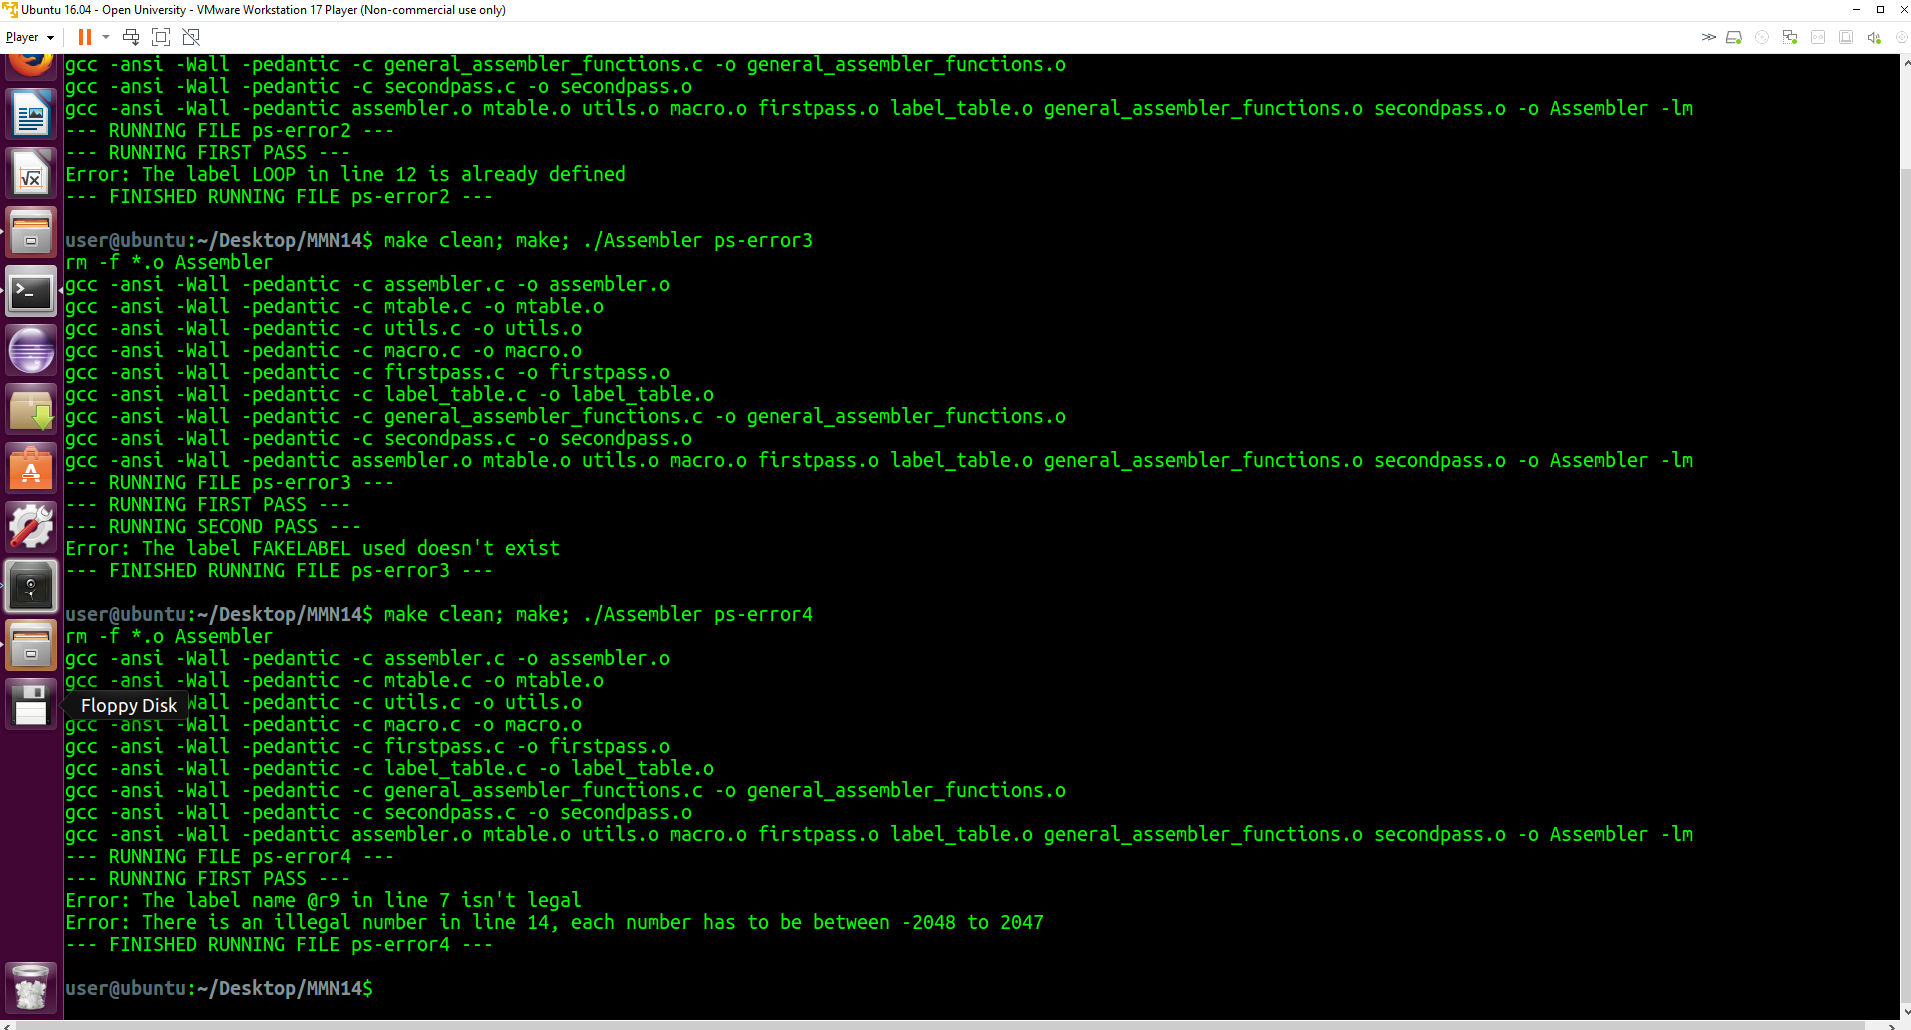 Ubuntu 16.04 - Open University - VMware Workstation 17 Player (Non-commercial use only)
Player
gcc -ansi -Wall -pedantic -c general_assembler_functions.c -o general_assembler_functions.o
gcc -ansi -Wall -pedantic -c secondpass.c -o secondpass.o
gcc -ansi -Wall -pedantic assembler.o mtable.o utils.o macro.o firstpass.o label_table.o general_assembler_functions.o secondpass.o -o Assembler -lm
--- RUNNING FILE ps-error2 ---
--- RUNNING FIRST PASS ---
Error: The label LOOP in line 12 is already defined
--- FINISHED RUNNING FILE ps-error2 ---
user@ubuntu:~/Desktop/MMN14$ make clean; make; ./Assembler ps-error3
rm -f *.o Assembler
gcc -ansi -Wall -pedantic -c assembler.c -o assembler.o
gcc -ansi -Wall -pedantic -c mtable.c -o mtable.o
gcc -ansi -Wall -pedantic -c utils.c -o utils.o
gcc -ansi -Wall -pedantic -c macro.c -o macro.o
gcc -ansi -Wall -pedantic -c firstpass.c -o firstpass.o
gcc -ansi -Wall -pedantic -c label_table.c -o label_table.o
gcc -ansi -Wall -pedantic -c general_assembler_functions.c -o general_assembler_functions.o
gcc -ansi -Wall -pedantic -c secondpass.c -o secondpass.o
gcc -ansi -Wall -pedantic assembler.o mtable.o utils.o macro.o firstpass.o label_table.o general_assembler_functions.o secondpass.o -o Assembler -lm
--- RUNNING FILE ps-error3 ---
--- RUNNING FIRST PASS ---
--- RUNNING SECOND PASS ---
Error: The label FAKELABEL used doesn't exist
--- FINISHED RUNNING FILE ps-error3 ---
user@ubuntu:~/Desktop/MMN14$ make clean; make; ./Assembler ps-error4
rm -f *.o Assembler
gcc -ansi -Wall -pedantic -c assembler.c -o assembler.o
gcc -ansi -Wall -pedantic -c mtable.c -o mtable.o
Floppy Disk Wall -pedantic -c utils.c -o utils.o
gcc -ansi -Wall -pedantic -c macro.c -o macro.o
gcc -ansi -Wall -pedantic -c firstpass.c -o firstpass.o
gcc -ansi -Wall -pedantic -c label_table.c -o label_table.o
gcc -ansi -Wall -pedantic -c general_assembler_functions.c -o general_assembler_functions.o
gcc -ansi -Wall -pedantic -c secondpass.c -o secondpass.o
gcc -ansi -Wall -pedantic assembler.o mtable.o utils.o macro.o firstpass.o label_table.o general_assembler_functions.o secondpass.o -o Assembler -lm
--- RUNNING FILE ps-error4 ---
--- RUNNING FIRST PASS ---
Error: The label name @r9 in line 7 isn't legal
Error: There is an illegal number in line 14, each number has to be between -2048 to 2047
--- FINISHED RUNNING FILE ps-error4 ---
user@ubuntu:~/Desktop/MMN14$